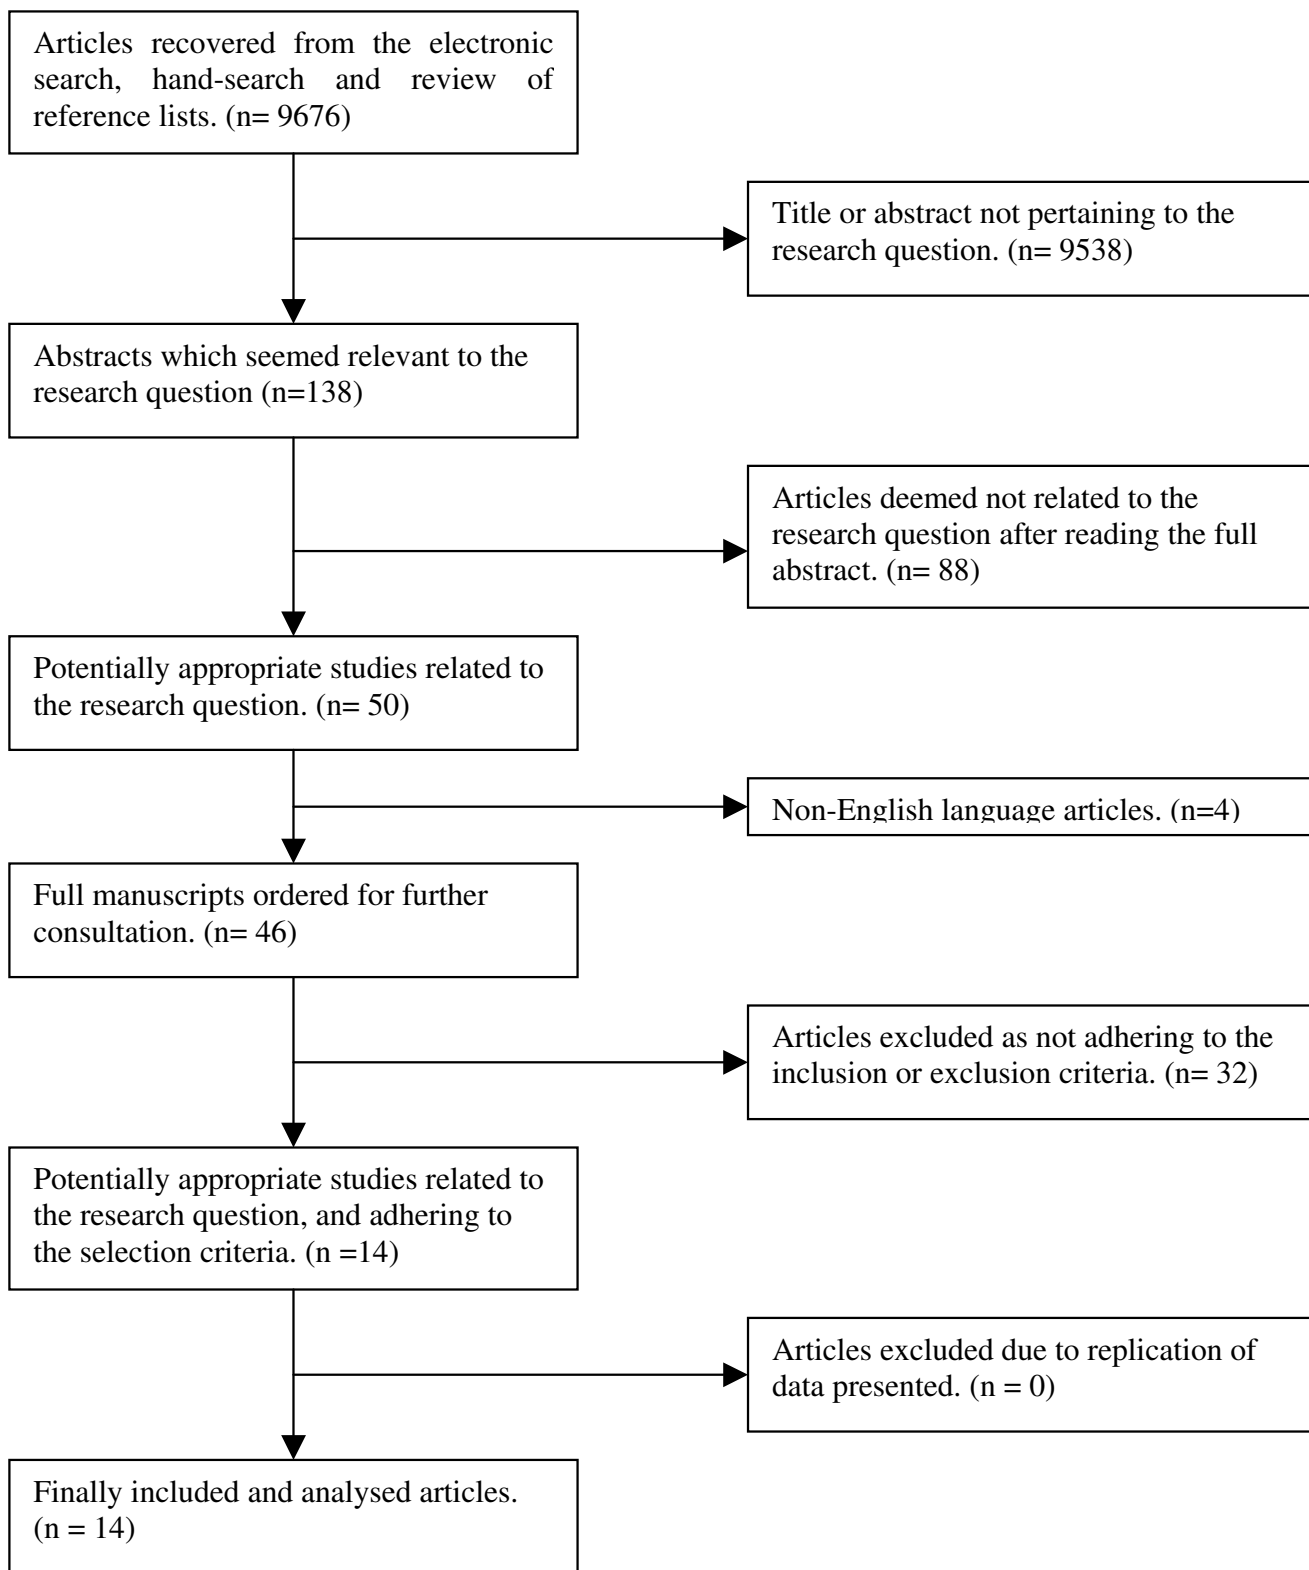 Articles recovered from the electronic
search, hand-search and review of
reference lists. (n= 9676)
Title or abstract not pertaining to the
research question. (n= 9538)
Abstracts which seemed relevant to the
research question (n=138)
Articles deemed not related to the
research question after reading the full
abstract. (n= 88)
Potentially appropriate studies related to
the research question. (n= 50)
Non-English language articles. (n=4)
Full manuscripts ordered for further
consultation. (n= 46)
Articles excluded as not adhering to the
inclusion or exclusion criteria. (n= 32)
Potentially appropriate studies related to
the research question, and adhering to
the selection criteria. (n =14)
Articles excluded due to replication of
data presented. (n = 0)
Finally included and analysed articles.
(n = 14)